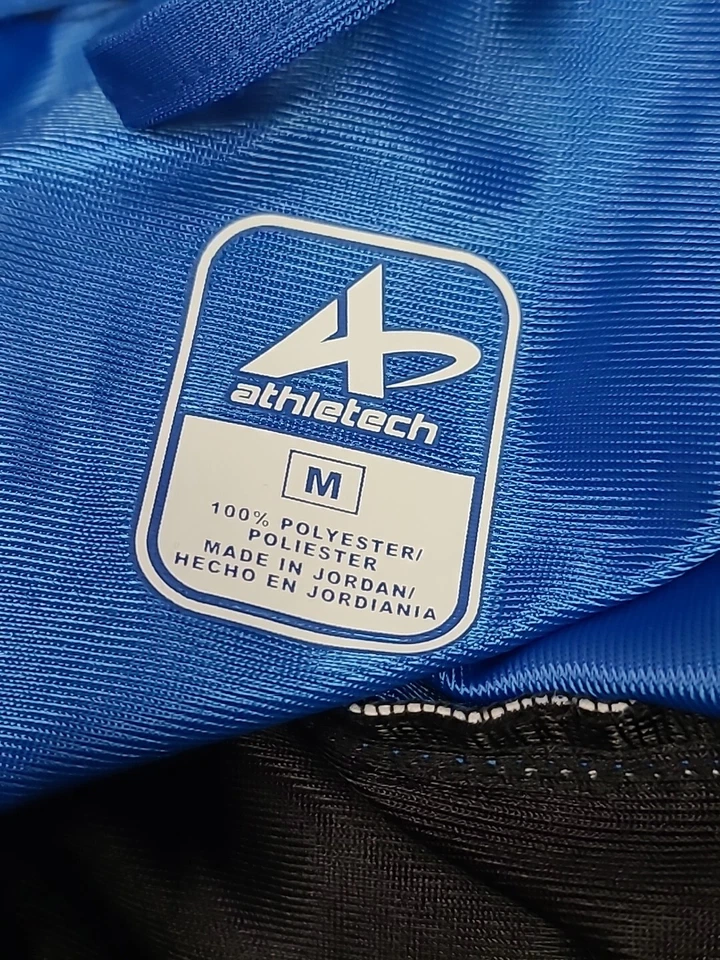 athletech
M
100% POLYESTER/
POLIESTER
MADE IN JORDAN/
HECHO EN JORDIANIA